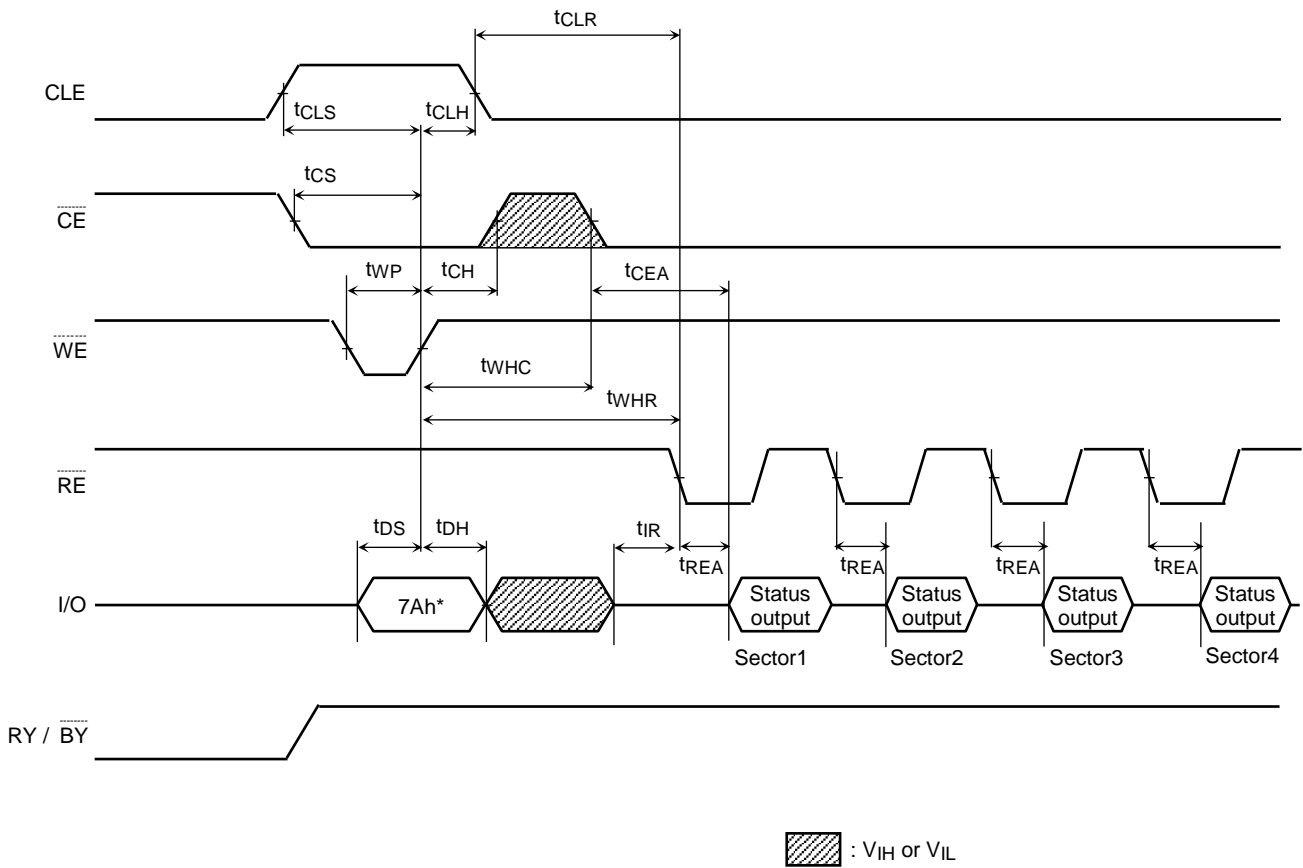 tCLR
CLE
tCLS
tCLH
tCS
CE
tWP
tCH
tCEA
WE
tWHC
tWHR
RE
tDS
tDH
tIR
tREA
tREA
tREA
tREA
I/O
7Ah*
Status
output
Status
output
Status
output
Status
output
Sector1
Sector2
Sector3
Sector4
RY / BY
: VIH or VIL